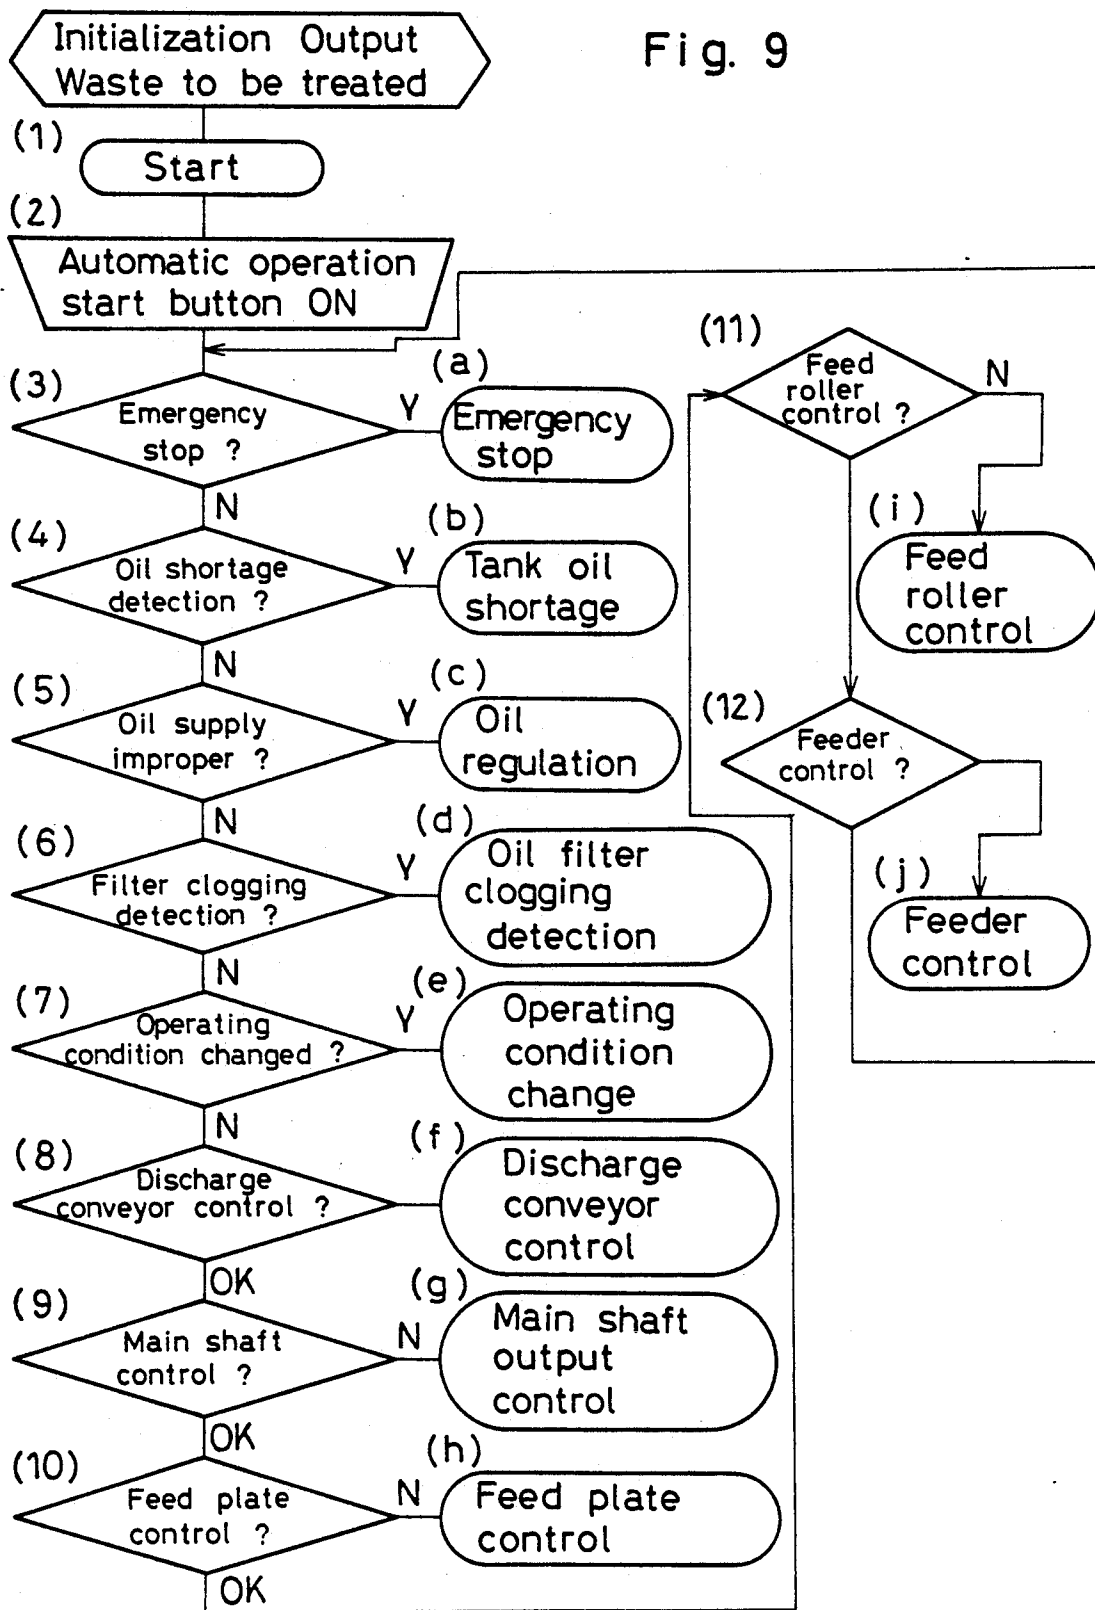 Fig. 9
Initialization Output
Waste to be treated
(1)
Start
(2)
Automatic operation
start button ON
(3)
Emergency
stop ?
Y
(a)
Emergency
stop
N
(4)
Oil shortage
detection ?
Y
(b)
Tank oil
shortage
N
(5)
Oil supply
improper ?
Y
(c)
Oil
regulation
N
(6)
Filter clogging
detection ?
Y
(d)
Oil filter
clogging
detection
N
(7)
Operating
condition changed ?
Y
(e)
Operating
condition
change
N
(8)
Discharge
conveyor control ?
(f)
Discharge
conveyor
control
OK
(9)
Main shaft
control ?
N
(g)
Main shaft
output
control
OK
(10)
Feed plate
control ?
N
(h)
Feed plate
control
OK
(11)
Feed
roller
control ?
N
(i)
Feed
roller
control
(12)
Feeder
control ?
(j)
Feeder
control